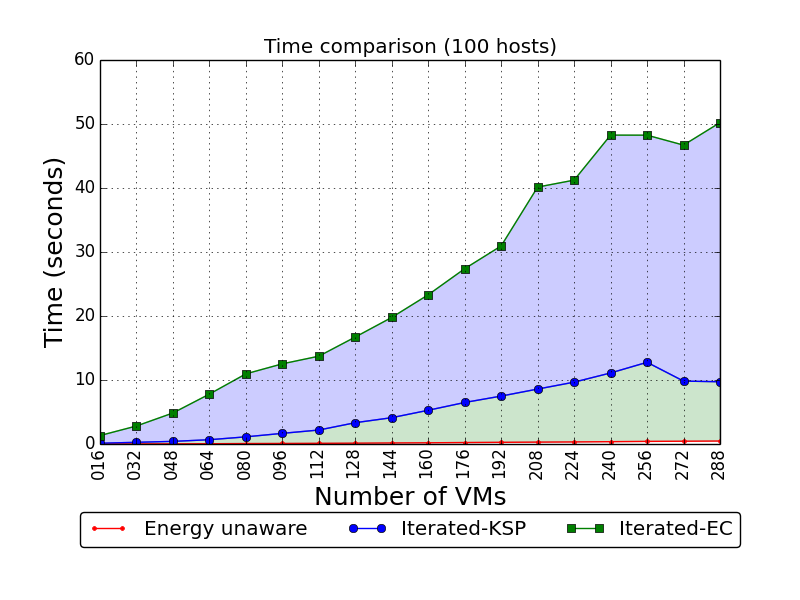 Time comparison (100 hosts)
60
50
40
30
20
10
0
Time (seconds)
016 032 048 064 080 096 112 128 144 160 176 192 208 224 240 256 272 288
Number of VMs
Energy unaware Iterated-KSP Iterated-EC